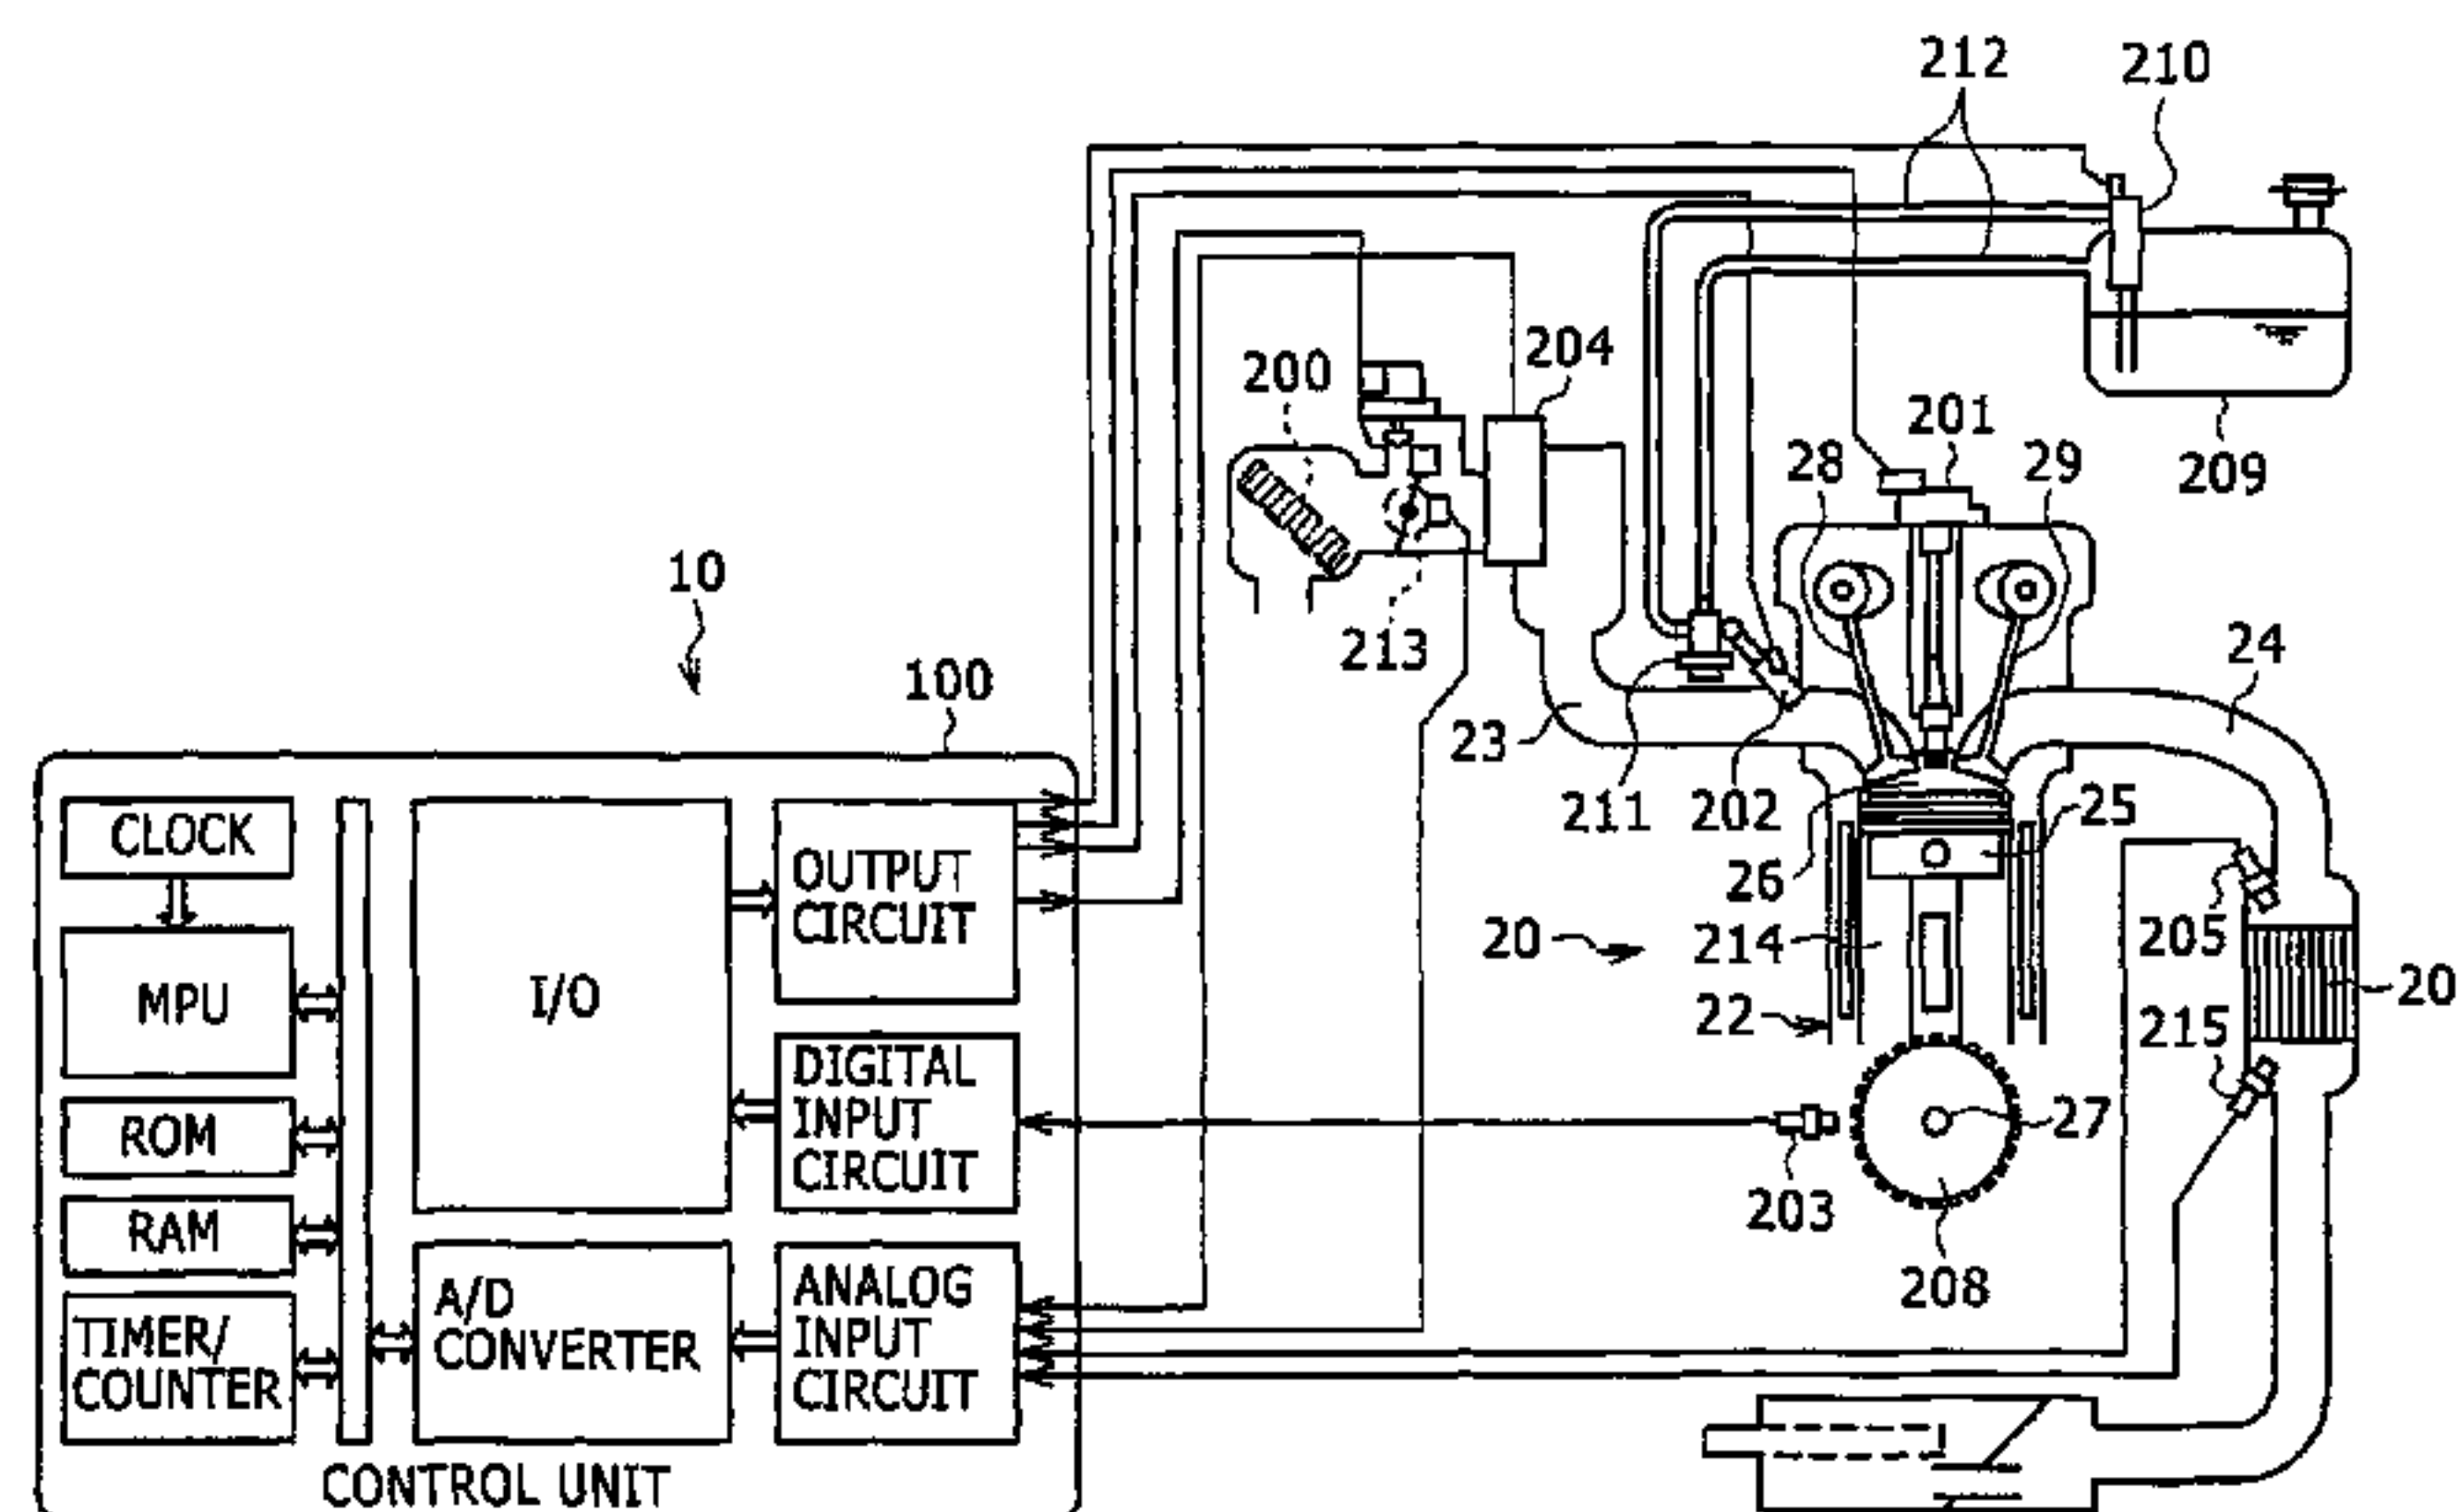 212
210
204
200
201
28
29
209
10
213
24
100
23
211
202
25
26
20
214
205
20
22
215
27
203
208
CLOCK
MPU
ROM
RAM
TIMER/
COUNTER
I/O
A/D
CONVERTER
OUTPUT
CIRCUIT
DIGITAL
INPUT
CIRCUIT
ANALOG
INPUT
CIRCUIT
CONTROL UNIT